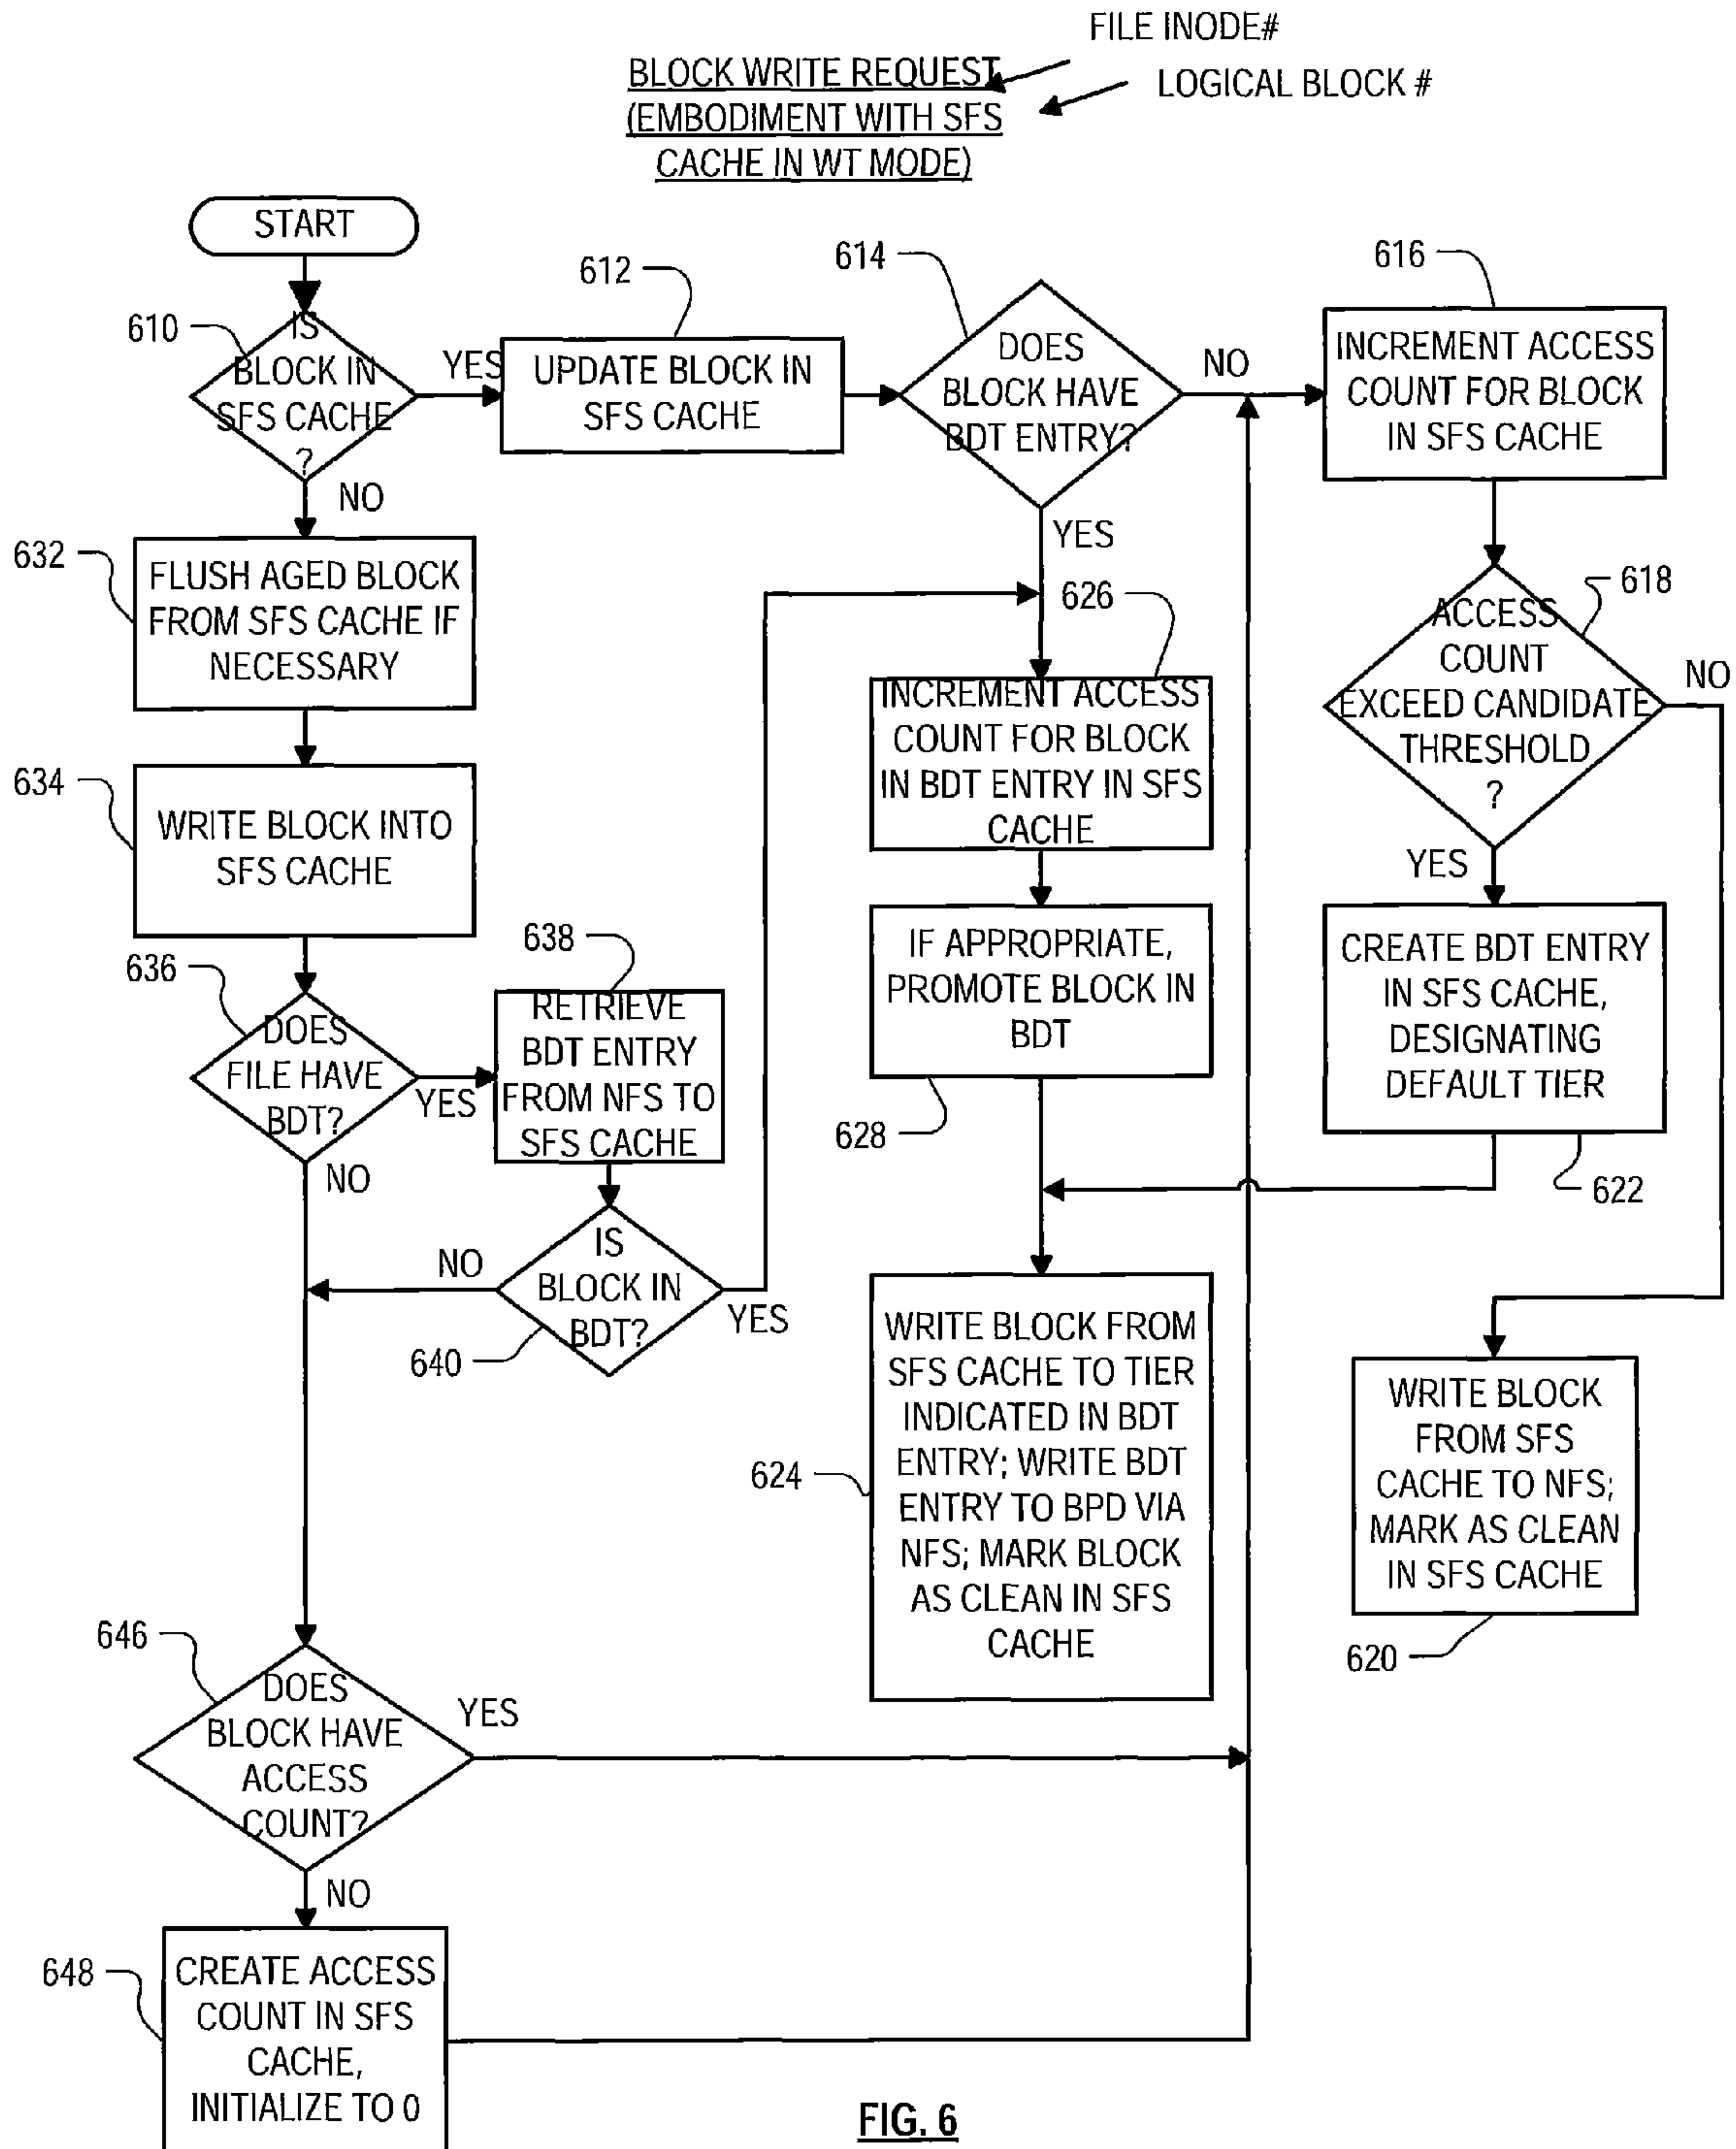 FILE INODE#
BLOCK WRITE REQUEST
LOGICAL BLOCK #
(EMBODIMENT WITH SFS
CACHE IN WT MODE)
START
610
IS
BLOCK IN
SFS CACHE
?
YES
NO
612
UPDATE BLOCK IN
SFS CACHE
614
DOES
BLOCK HAVE
BDT ENTRY?
NO
YES
616
INCREMENT ACCESS
COUNT FOR BLOCK
IN SFS CACHE
618
ACCESS
COUNT
EXCEED CANDIDATE
THRESHOLD
?
NO
YES
632
FLUSH AGED BLOCK
FROM SFS CACHE IF
NECESSARY
626
INCREMENT ACCESS
COUNT FOR BLOCK
IN BDT ENTRY IN SFS
CACHE
634
WRITE BLOCK INTO
SFS CACHE
628
IF APPROPRIATE,
PROMOTE BLOCK IN
BDT
CREATE BDT ENTRY
IN SFS CACHE,
DESIGNATING
DEFAULT TIER
622
636
DOES
FILE HAVE
BDT?
YES
NO
638
RETRIEVE
BDT ENTRY
FROM NFS TO
SFS CACHE
640
IS
BLOCK IN
BDT?
NO
YES
624
WRITE BLOCK FROM
SFS CACHE TO TIER
INDICATED IN BDT
ENTRY; WRITE BDT
ENTRY TO BPD VIA
NFS; MARK BLOCK
AS CLEAN IN SFS
CACHE
WRITE BLOCK
FROM SFS
CACHE TO NFS;
MARK AS CLEAN
IN SFS CACHE
620
646
DOES
BLOCK HAVE
ACCESS
COUNT?
YES
NO
648
CREATE ACCESS
COUNT IN SFS
CACHE,
INITIALIZE TO 0
FIG. 6